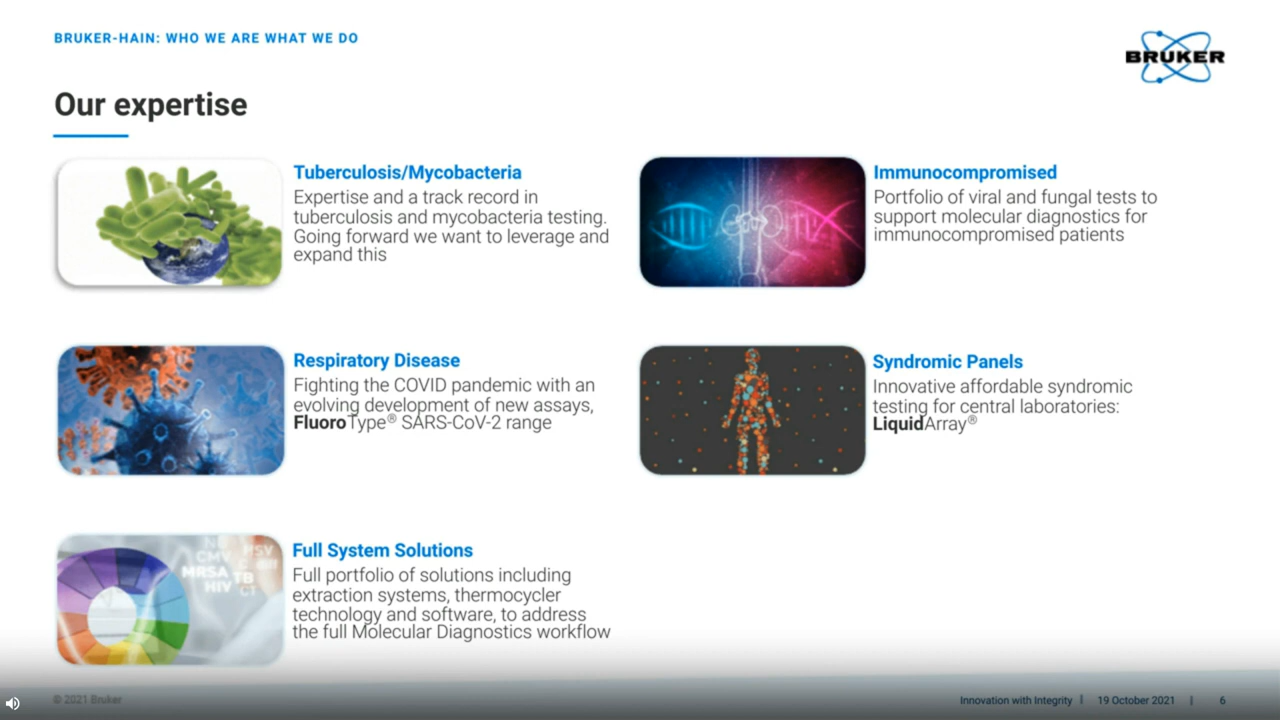 BRUKER-HAIN: WHO WE ARE WHAT WE DO
BRUKER
Our expertise
Tuberculosis/Mycobacteria
Expertise and a track record in
tuberculosis and mycobacteria testing.
Going forward we want to leverage and
expand this
Immunocompromised
Portfolio of viral and fungal tests to
support molecular diagnostics for
immunocompromised patients
Respiratory Disease
Fighting the COVID pandemic with an
evolving development of new assays,
FluoroType® SARS-CoV-2 range
Syndromic Panels
Innovative affordable syndromic
testing for central laboratories:
LiquidArray®
CMV
HSV
MRSA
TB
HIV
CT
Full System Solutions
Full portfolio of solutions including
extraction systems, thermocycler
technology and software, to address
the full Molecular Diagnostics workflow
© 2021 Bruker
Innovation with Integrity | 19 October 2021 | 6